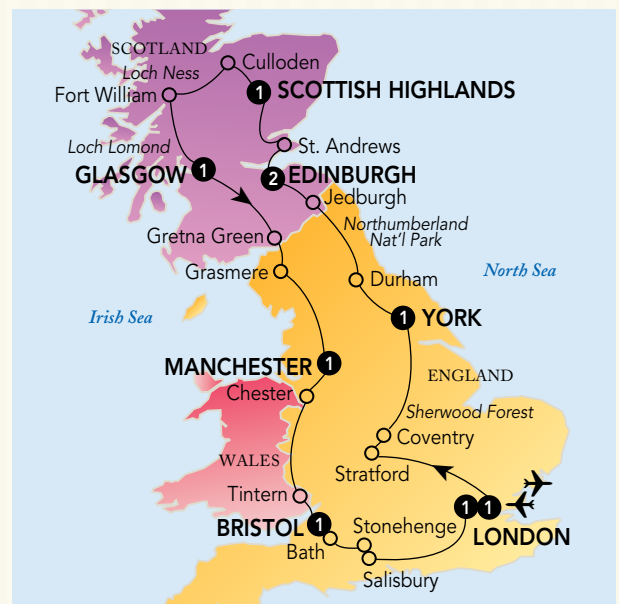 SCOTLAND
Culloden
Loch Ness
Fort William
1 SCOTTISH HIGHLANDS
Loch Lomond
St. Andrews
GLASGOW 1
2 EDINBURGH
Jedburgh
Northumberland
Nat'l Park
Gretna Green
Grasmere
Durham
North Sea
Irish Sea
1 YORK
MANCHESTER 1
ENGLAND
Chester
Sherwood Forest
Coventry
WALES
Stratford
Tintern
1 1
BRISTOL 1
Stonehenge
LONDON
Bath
Salisbury